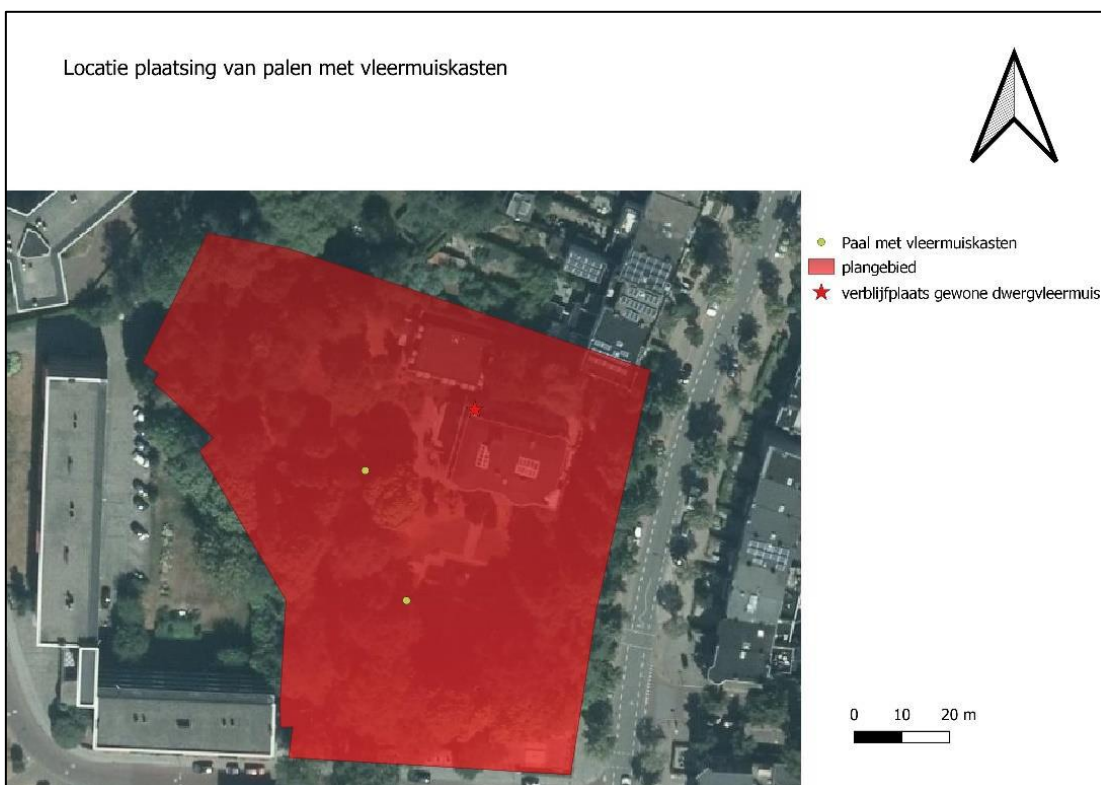 Locatie plaatsing van palen met vleermuiskasten
Paal met vleermuiskasten
plangebied
verblijfplaats gewone dwergvleermuis
0 10 20 m